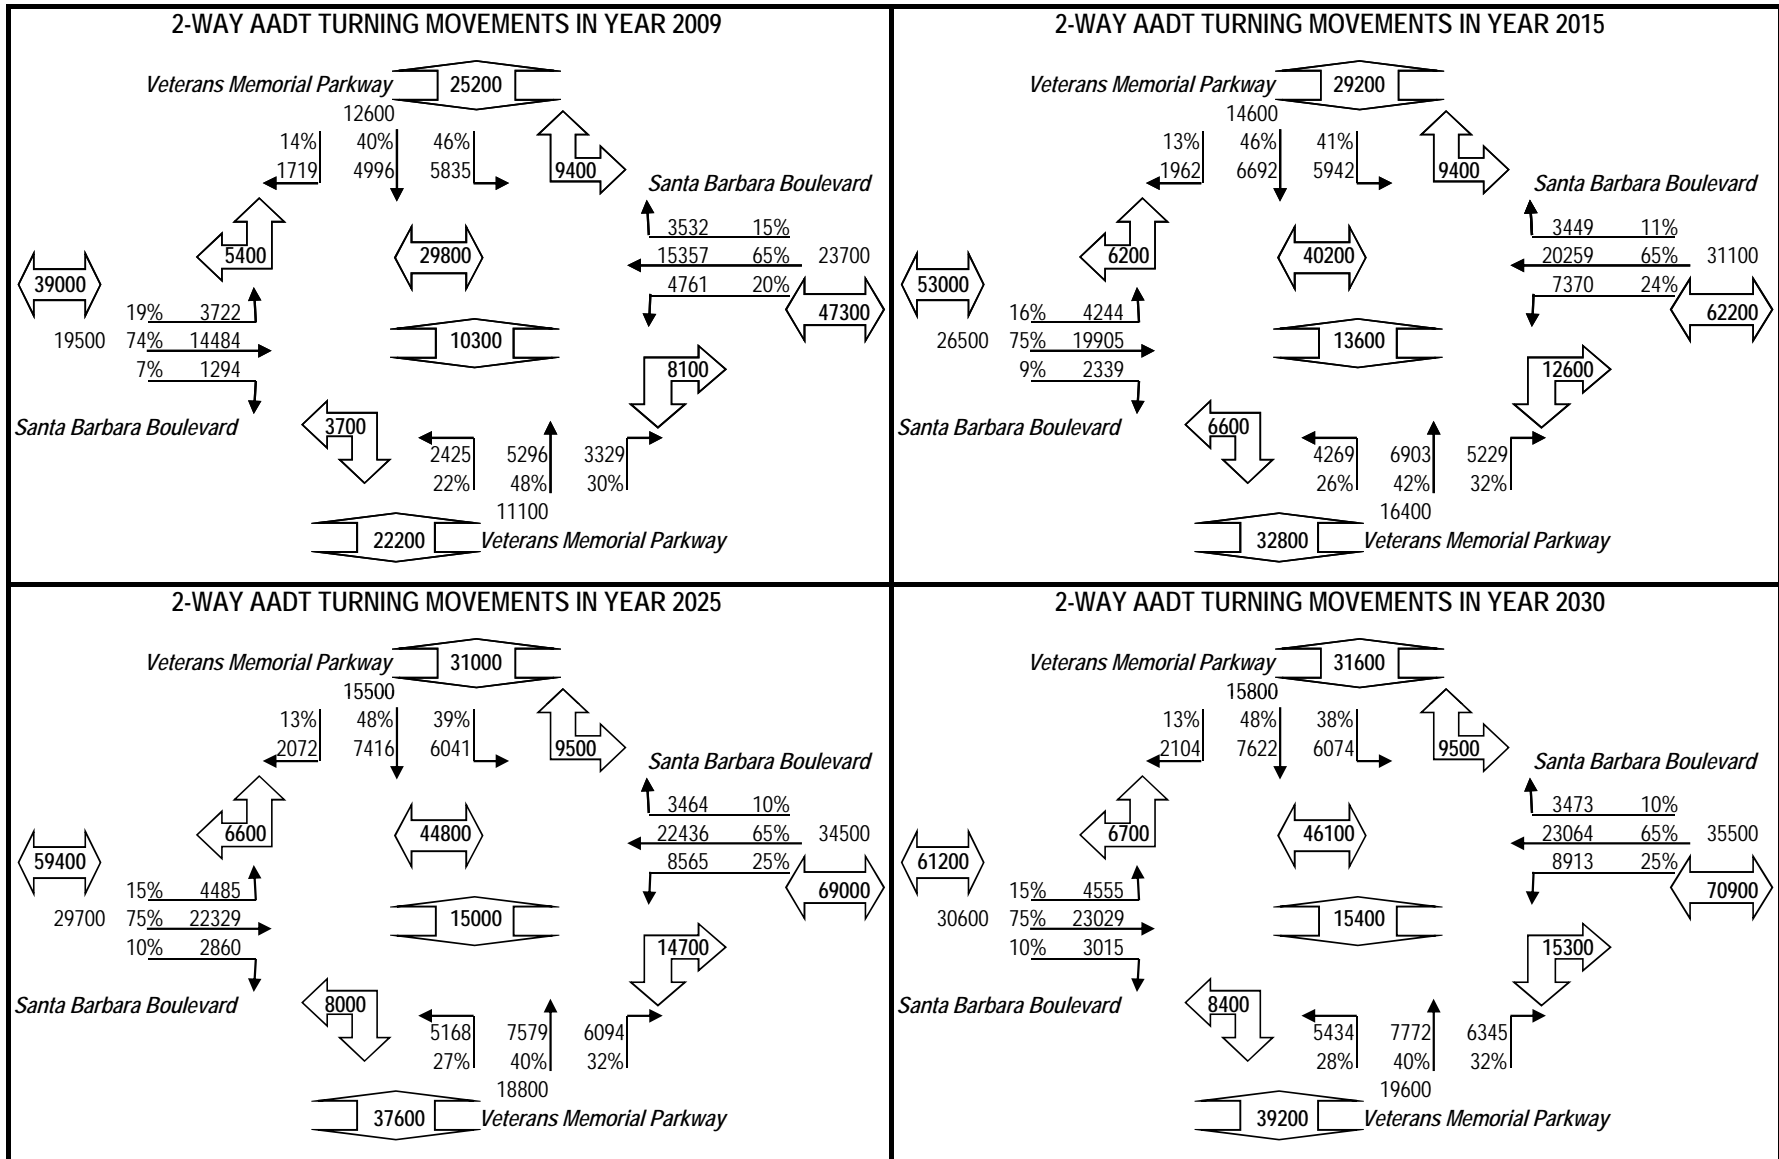 2-WAY AADT TURNING MOVEMENTS IN YEAR 2009
Veterans Memorial Parkway 25200
12600
14% 40% 46%
1719 4996 5835
9400
Santa Barbara Boulevard
3532 15%
15357 65% 23700
4761 20%
47300
5400
29800
39000
19% 3722
19500 74% 14484
7% 1294
10300
8100
Santa Barbara Boulevard
3700
2425 5296 3329
22% 48% 30%
11100
22200 Veterans Memorial Parkway
2-WAY AADT TURNING MOVEMENTS IN YEAR 2015
Veterans Memorial Parkway 29200
14600
13% 46% 41%
1962 6692 5942
9400
Santa Barbara Boulevard
3449 11%
20259 65% 31100
7370 24%
62200
6200
40200
53000
16% 4244
26500 75% 19905
9% 2339
13600
12600
Santa Barbara Boulevard
6600
4269 6903 5229
26% 42% 32%
16400
32800 Veterans Memorial Parkway
2-WAY AADT TURNING MOVEMENTS IN YEAR 2025
Veterans Memorial Parkway 31000
15500
13% 48% 39%
2072 7416 6041
9500
Santa Barbara Boulevard
3464 10%
22436 65% 34500
8565 25%
69000
6600
44800
59400
15% 4485
29700 75% 22329
10% 2860
15000
14700
Santa Barbara Boulevard
8000
5168 7579 6094
27% 40% 32%
18800
37600 Veterans Memorial Parkway
2-WAY AADT TURNING MOVEMENTS IN YEAR 2030
Veterans Memorial Parkway 31600
15800
13% 48% 38%
2104 7622 6074
9500
Santa Barbara Boulevard
3473 10%
23064 65% 35500
8913 25%
70900
6700
46100
61200
15% 4555
30600 75% 23029
10% 3015
15400
15300
Santa Barbara Boulevard
8400
5434 7772 6345
28% 40% 32%
19600
39200 Veterans Memorial Parkway